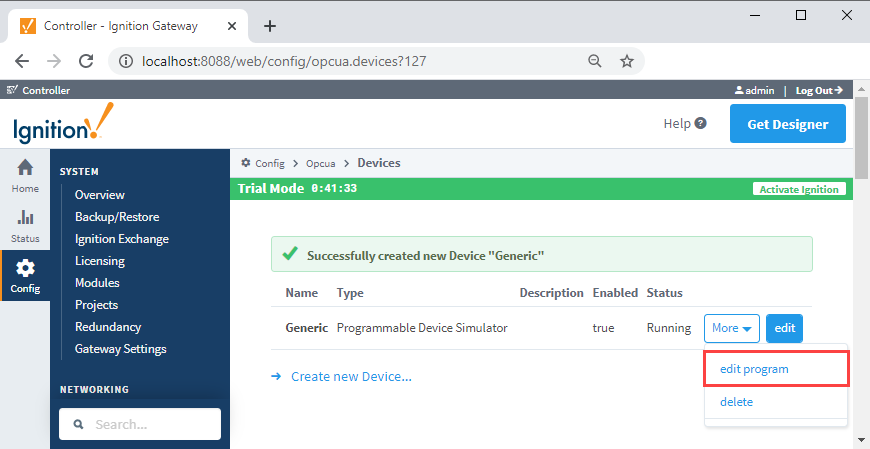 Controller - Ignition Gateway
localhost:8088/web/config/opcua.devices?127
Controller
admin | Log Out
Ignition!
Help ?
Get Designer
Home
Status
Config
SYSTEM
Overview
Backup/Restore
Ignition Exchange
Licensing
Modules
Projects
Redundancy
Gateway Settings
NETWORKING
Search...
Config > Opcua > Devices
Trial Mode 0:41:33
Activate Ignition
Successfully created new Device "Generic"
Name Type Description Enabled Status
Generic Programmable Device Simulator true Running More edit
edit program
delete
Create new Device...